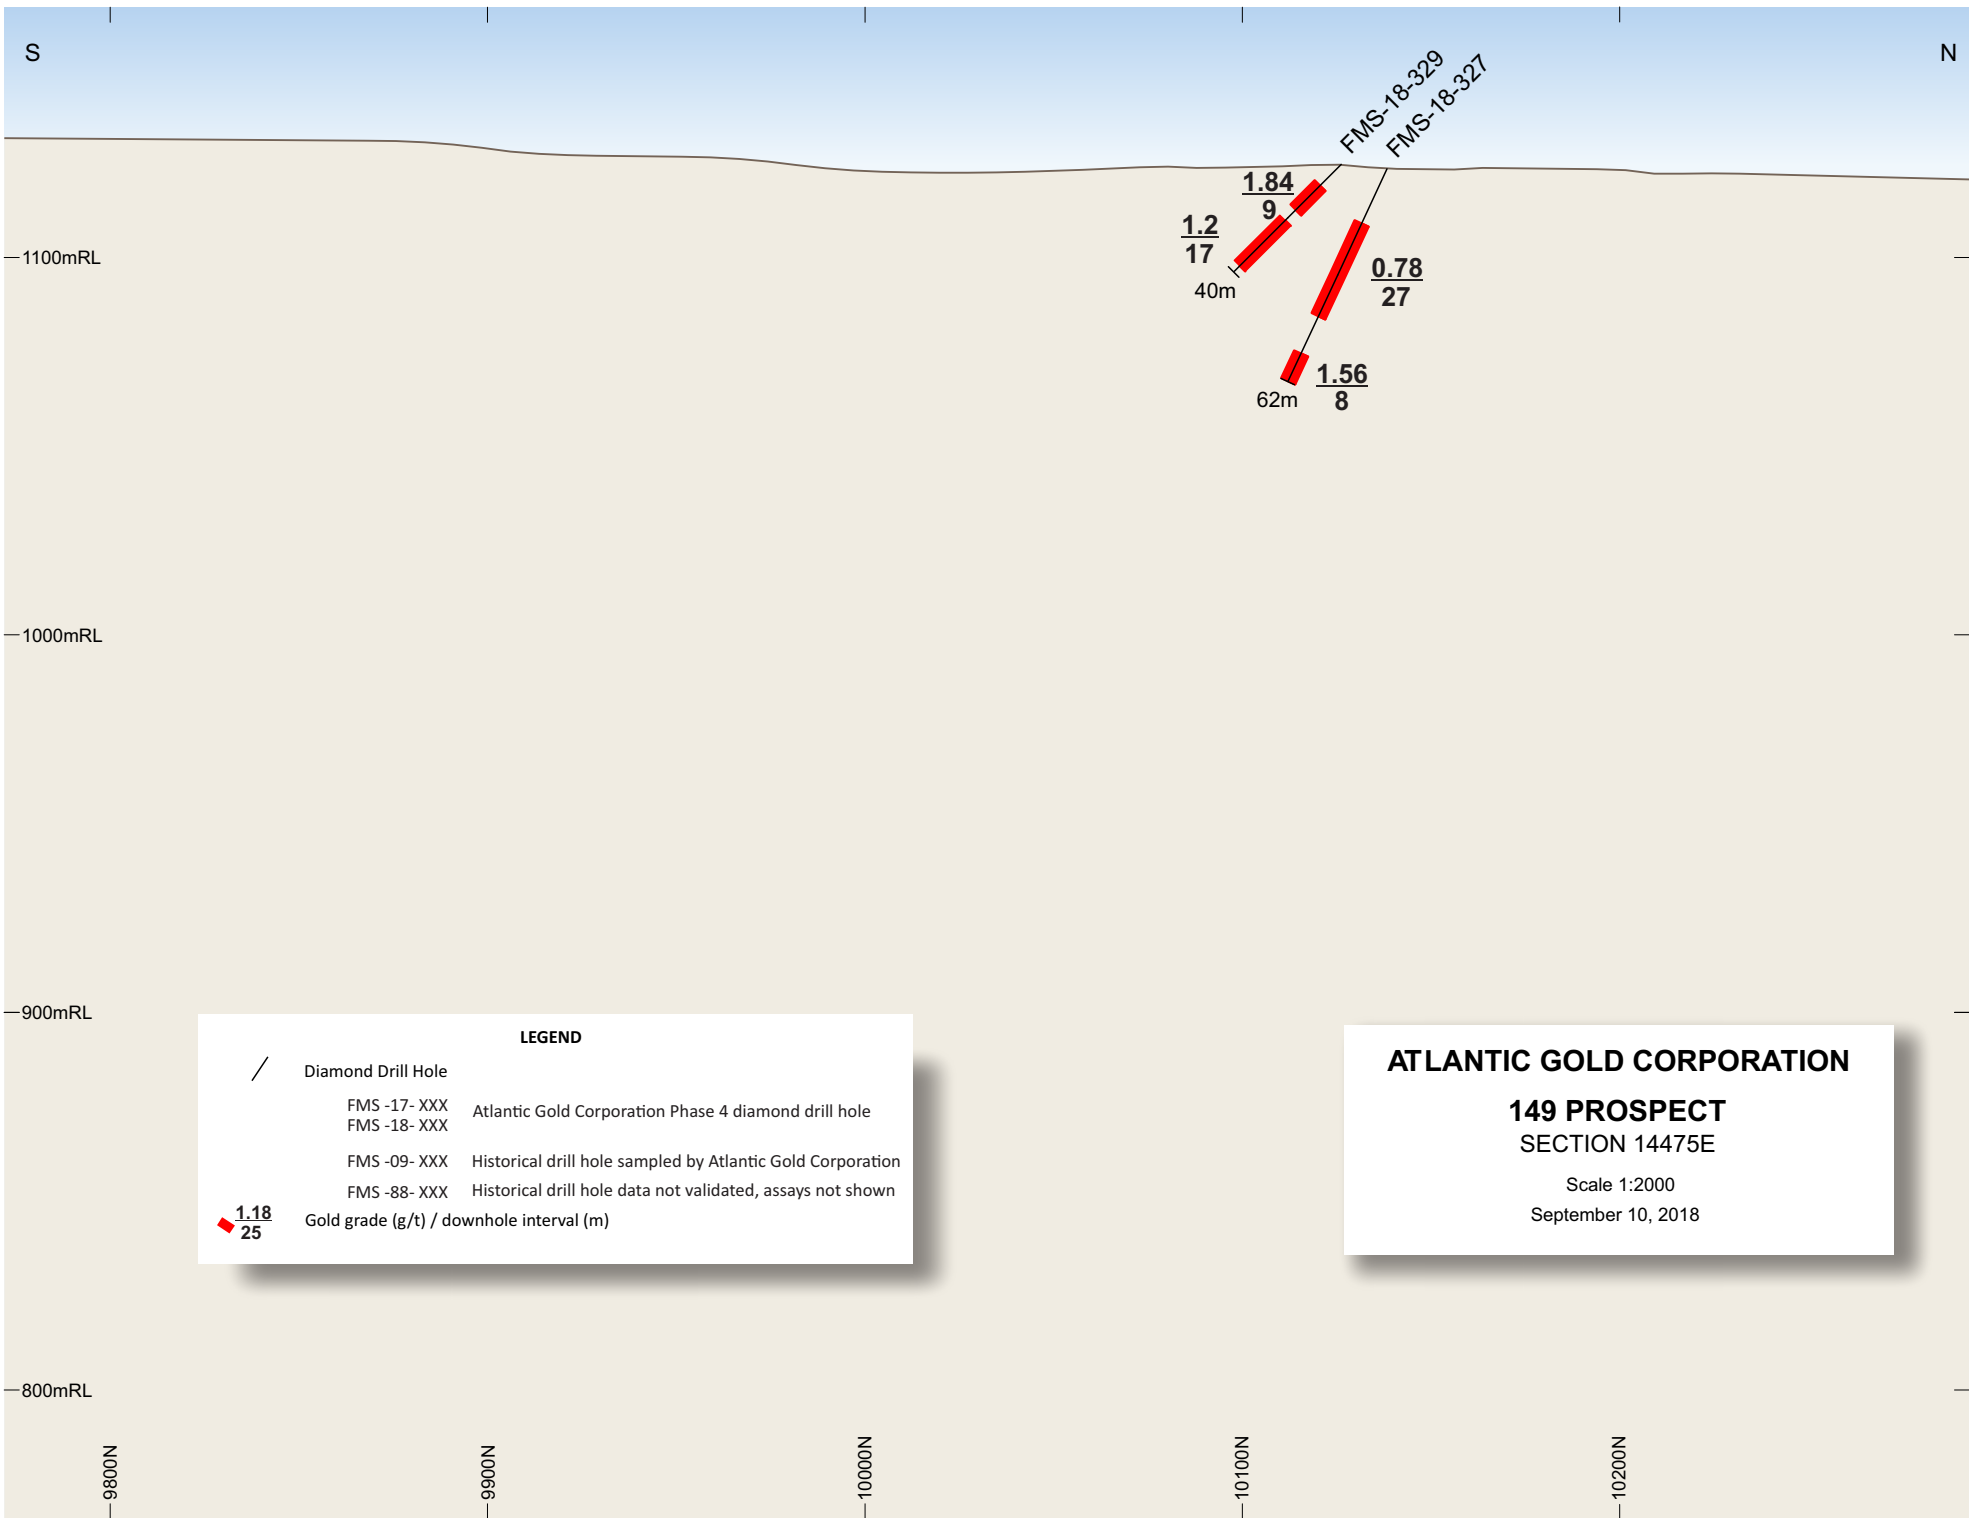 S
N
FMS-18-329
FMS-18-327
1.84
9
1.2
17
40m
0.78
27
1.56
8
62m
1100mRL
1000mRL
900mRL
800mRL
LEGEND
Diamond Drill Hole
FMS -17- XXX
FMS -18- XXX
Atlantic Gold Corporation Phase 4 diamond drill hole
FMS -09- XXX Historical drill hole sampled by Atlantic Gold Corporation
FMS -88- XXX Historical drill hole data not validated, assays not shown
1.18
25
Gold grade (g/t) / downhole interval (m)
ATLANTIC GOLD CORPORATION
149 PROSPECT
SECTION 14475E
Scale 1:2000
September 10, 2018
9800N
9900N
10000N
10100N
10200N